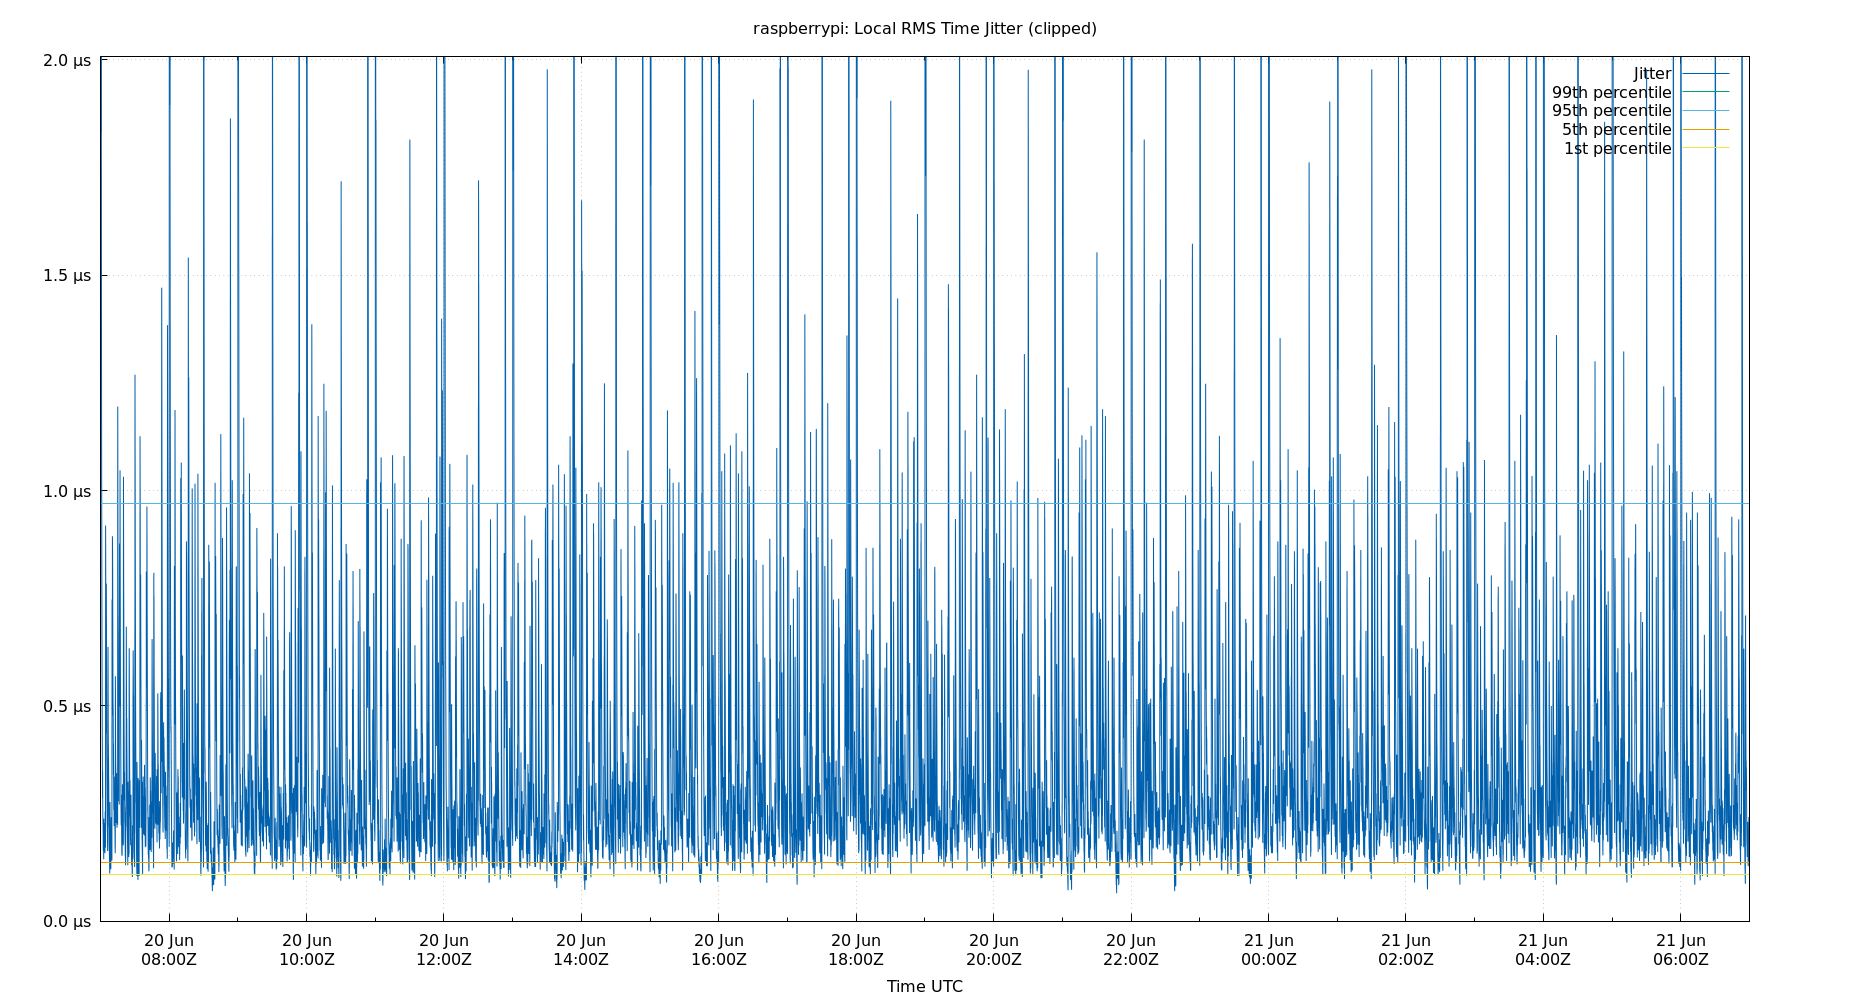 raspberrypi: Local RMS Time Jitter (clipped)
2.0 µs
1.5 µs
1.0 µs
0.5 µs
0.0 µs
Jitter
99th percentile
95th percentile
5th percentile
1st percentile
20 Jun 20 Jun 20 Jun 20 Jun 20 Jun 20 Jun 20 Jun 20 Jun 21 Jun 21 Jun 21 Jun 21 Jun
08:00Z 10:00Z 12:00Z 14:00Z 16:00Z 18:00Z 20:00Z 22:00Z 00:00Z 02:00Z 04:00Z 06:00Z
Time UTC